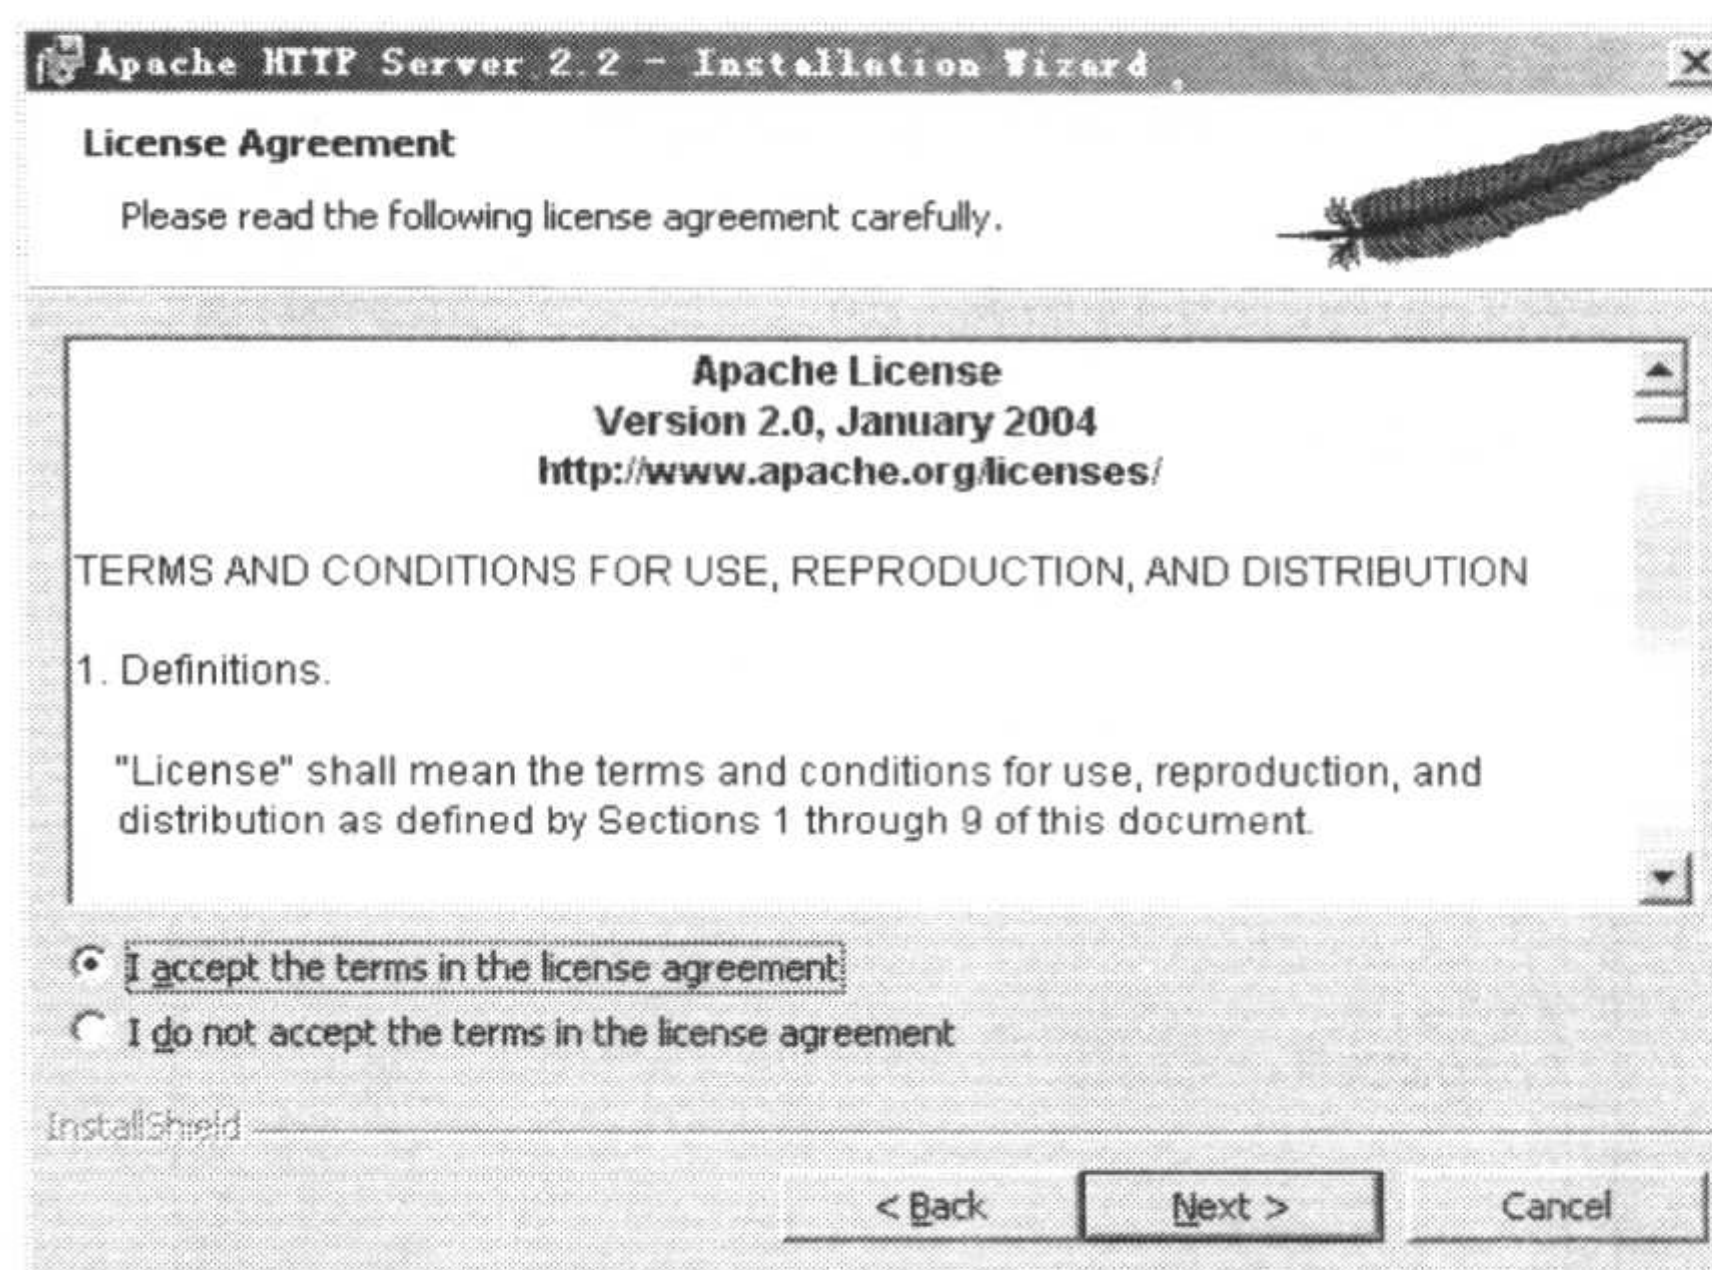 Apache HTTP Server 2.2 - Installation Wizard
License Agreement
Please read the following license agreement carefully.
Apache License
Version 2.0, January 2004
http://www.apache.org/licenses/
TERMS AND CONDITIONS FOR USE, REPRODUCTION, AND DISTRIBUTION
1. Definitions.
"License" shall mean the terms and conditions for use, reproduction, and
distribution as defined by Sections 1 through 9 of this document.
I accept the terms in the license agreement
I do not accept the terms in the license agreement
InstallShield
< Back Next > Cancel